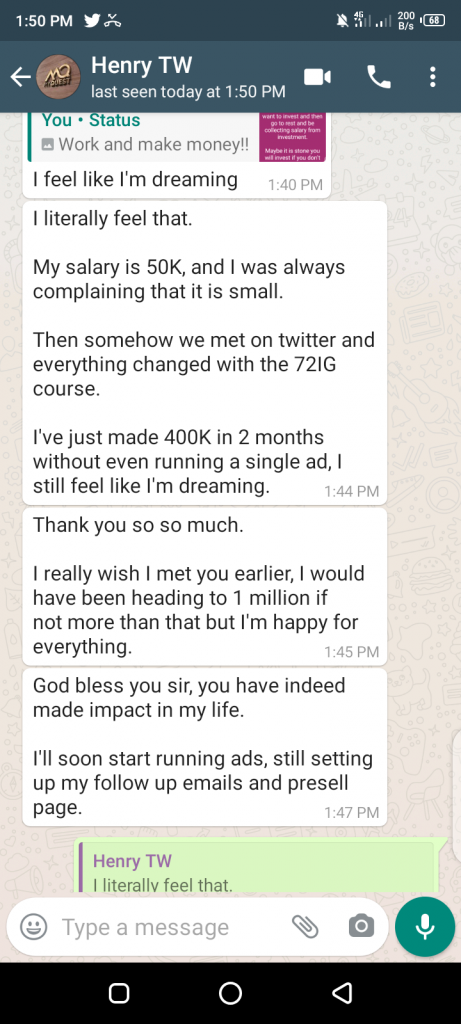 1:50 PM
4G
200
B/s
68
Henry TW
last seen today at 1:50 PM
You • Status
Work and make money!!
want to invest and then
go to rest and be
collecting salary from
investment.
Maybe it is stone you
will invest if you don't
I feel like I'm dreaming
1:40 PM
I literally feel that.
My salary is 50K, and I was always
complaining that it is small.
Then somehow we met on twitter and
everything changed with the 72IG
course.
I've just made 400K in 2 months
without even running a single ad, I
still feel like I'm dreaming.
1:44 PM
Thank you so so much.
I really wish I met you earlier, I would
have been heading to 1 million if
not more than that but I'm happy for
everything.
1:45 PM
God bless you sir, you have indeed
made impact in my life.
I'll soon start running ads, still setting
up my follow up emails and presell
page.
1:47 PM
Henry TW
I literally feel that.
Type a message